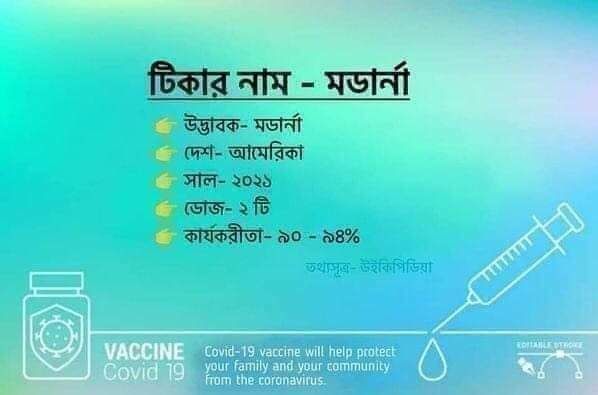 টিকার নাম - মডার্না
👉 উদ্ভাবক- মডার্না
👉 দেশ- আমেরিকা
👉 সাল- ২০২১
👉 ডোজ- ২ টি
👉 কার্যকরীতা- ৯০ - ৯৪%
তথ্যসূত্র- উইকিপিডিয়া
VACCINE
Covid 19
Covid-19 vaccine will help protect
your family and your community
from the coronavirus.
EDITABLE STROKE